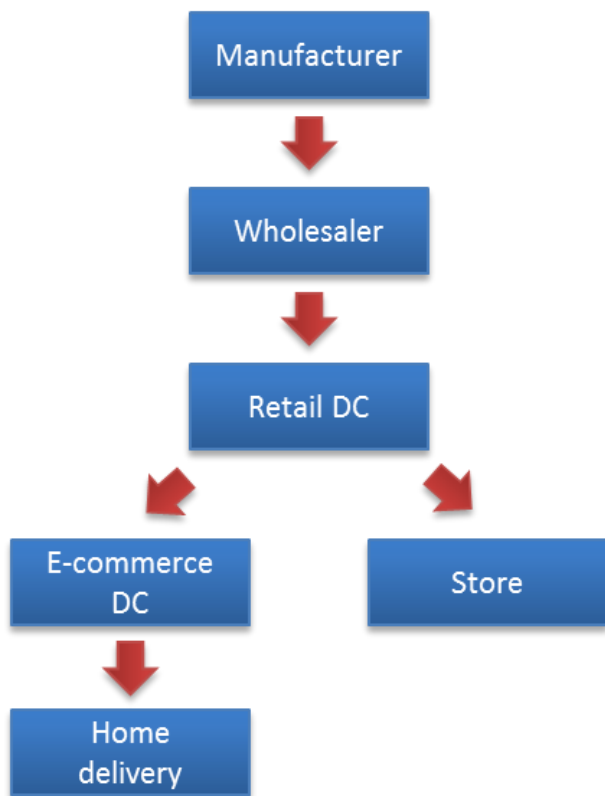 Manufacturer
Wholesaler
Retail DC
E-commerce
DC
Store
Home
delivery